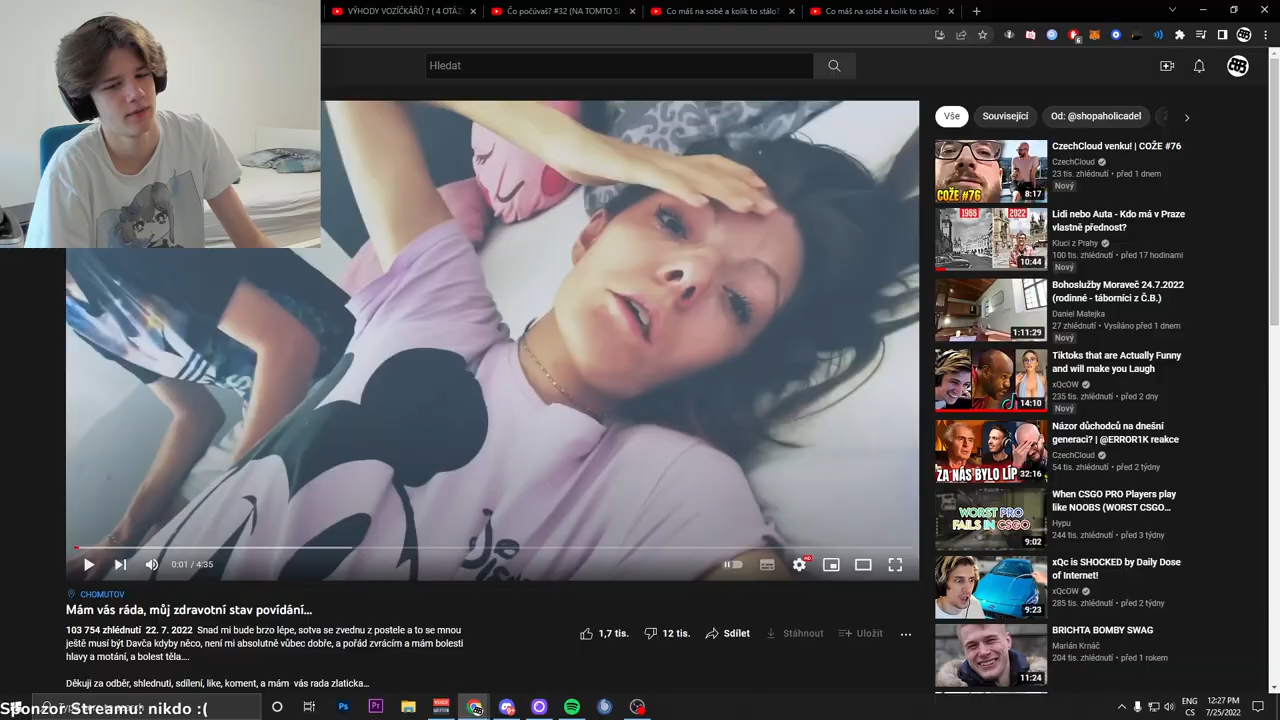 VÝHODY VOZÍČKÁŘŮ ? ( 4 OTÁZ
Čo počúvaš? #32 (NA TOMTO S
Co máš na sobě a kolik to stálo?
Co máš na sobě a kolik to stálo?
Hledat
Vše
Související
Od: @shopaholicadel
CzechCloud venku! | COŽE #76
CzechCloud
23 tis. zhlédnutí • před 1 dnem
Nový
COŽE #76
8:17
Lidi nebo Auta - Kdo má v Praze
vlastně přednost?
Kluci z Prahy
100 tis. zhlédnutí • před 17 hodinami
Nový
1966
2022
10:44
Bohoslužby Moraveč 24.7.2022
(rodinné - táborníci z Č.B.)
Daniel Matejka
27 zhlédnutí • Vysíláno před 1 dnem
Nový
1:11:29
Tiktoks that are Actually Funny
and will make you Laugh
xQcOW
235 tis. zhlédnutí • před 2 dny
Nový
14:10
Názor důchodců na dnešní
generaci? | @ERROR1K reakce
CzechCloud
54 tis. zhlédnutí • před 2 týdny
ZA NÁS BYLO LÍP
32:16
When CSGO PRO Players play
like NOOBS (WORST CSGO…
Hypu
244 tis. zhlédnutí • před 3 týdny
WORST PRO
FAILS IN CSGO
9:02
xQc is SHOCKED by Daily Dose
of Internet!
xQcOW
285 tis. zhlédnutí • před 2 týdny
9:23
BRICHTA BOMBY SWAG
Marián Krnáč
204 tis. zhlédnutí • před 1 rokem
11:24
0:01 / 4:35
HD
CHOMUTOV
Mám vás ráda, můj zdravotní stav povídání…
103 754 zhlédnutí 22. 7. 2022 Snad mi bude brzo lépe, sotva se zvednu z postele a to se mnou
ještě musí být Davča kdyby něco, není mi absolutně vůbec dobře, a pořád zvracím a mám bolesti
hlavy a motání, a bolest těla….
Děkuji za odběr, shlednuti, sdílení, like, koment, a mám vás rada zlaticka…
1,7 tis.
12 tis.
Sdílet
Stáhnout
Uložit
Sponzor Streamah nikdo :(
ENG
CS
12:27 PM
7/25/2022